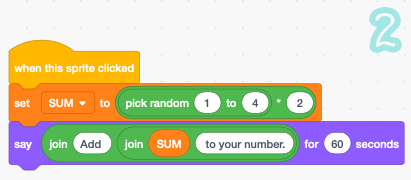 2
when this sprite clicked
set SUM to pick random 1 to 4 * 2
say join Add join SUM to your number. for 60 seconds